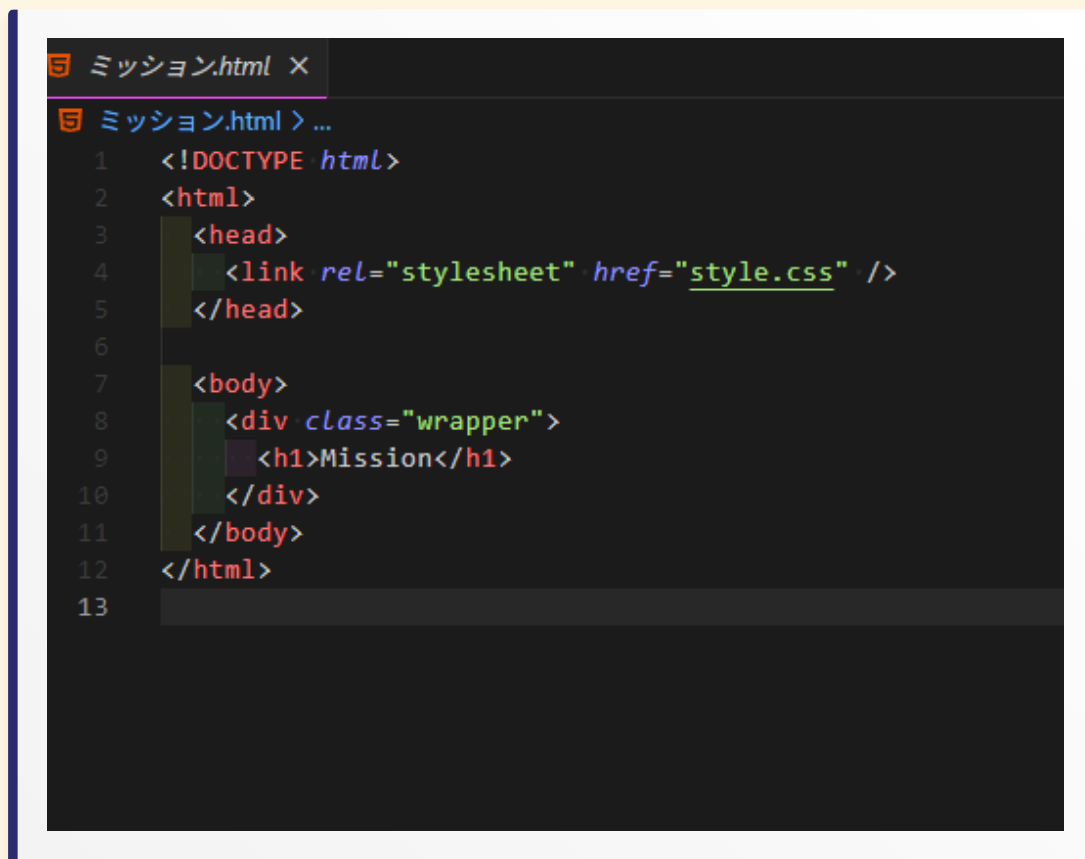 ミッション.html ×
ミッション.html > ...
1 <!DOCTYPE html>
2 <html>
3   <head>
4     <link rel="stylesheet" href="style.css" />
5   </head>
6
7   <body>
8     <div class="wrapper">
9       <h1>Mission</h1>
10     </div>
11   </body>
12 </html>
13